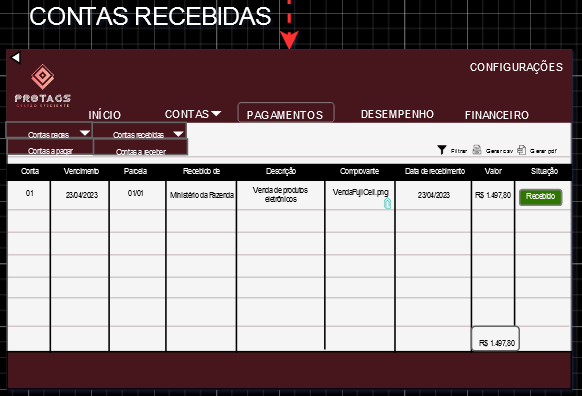 CONTAS RECEBIDAS
CONFIGURAÇÕES
PROTAGS
GESTÃO EFICIENTE
INÍCIO CONTAS PAGAMENTOS DESEMPENHO FINANCEIRO
Contas pagas Contas recebidas
Contas a pagar Contas a receber
Filtrar Gerar csv Gerar pdf
Conta Vencimento Parcela Recebido de Descrição Comprovante Data de recebimento Valor Situação
01 23/04/2023 01/01 Ministério da Fazenda Venda de produtos eletrônicos VendaFujiCell.png 23/04/2023 R$ 1.497,80 Recebido
R$ 1.497,80